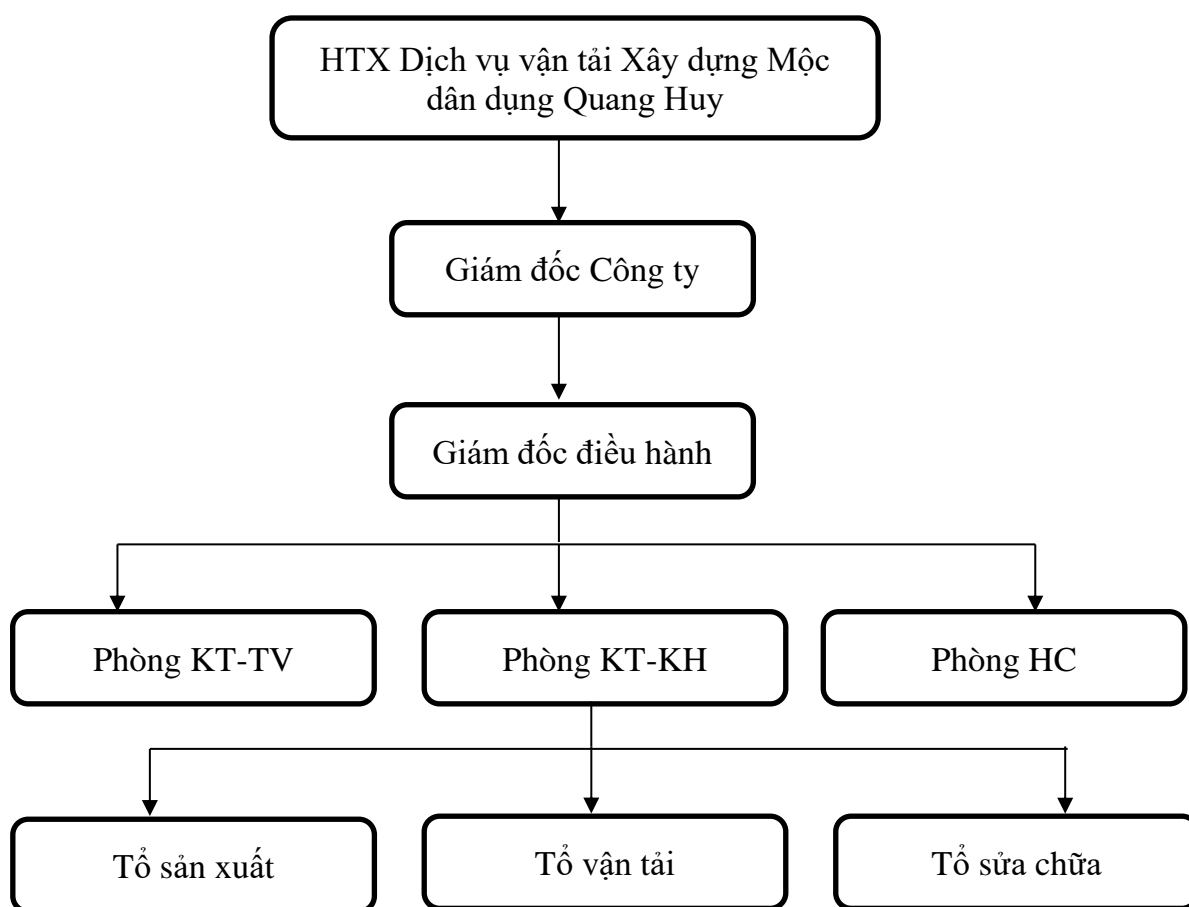 HTX Dịch vụ vận tải Xây dựng Mộc
dân dụng Quang Huy
Giám đốc Công ty
Giám đốc điều hành
Phòng KT-TV
Phòng KT-KH
Phòng HC
Tổ sản xuất
Tổ vận tải
Tổ sửa chữa